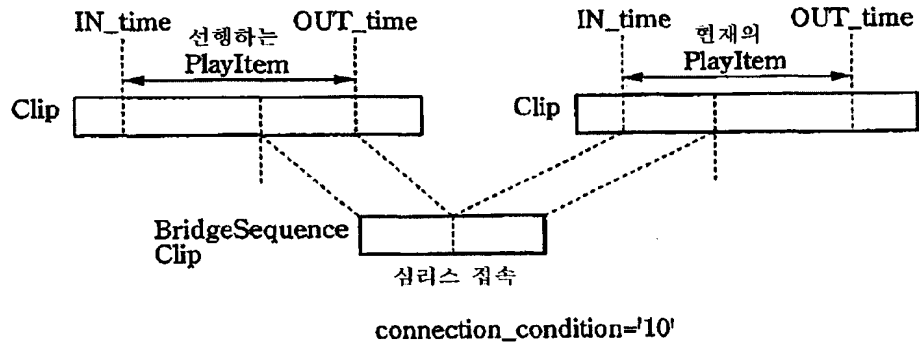 IN_time
선행하는
OUT_time
PlayItem
Clip
IN_time
현재의
OUT_time
PlayItem
Clip
BridgeSequence
Clip
심리스 접속
connection_condition='10'